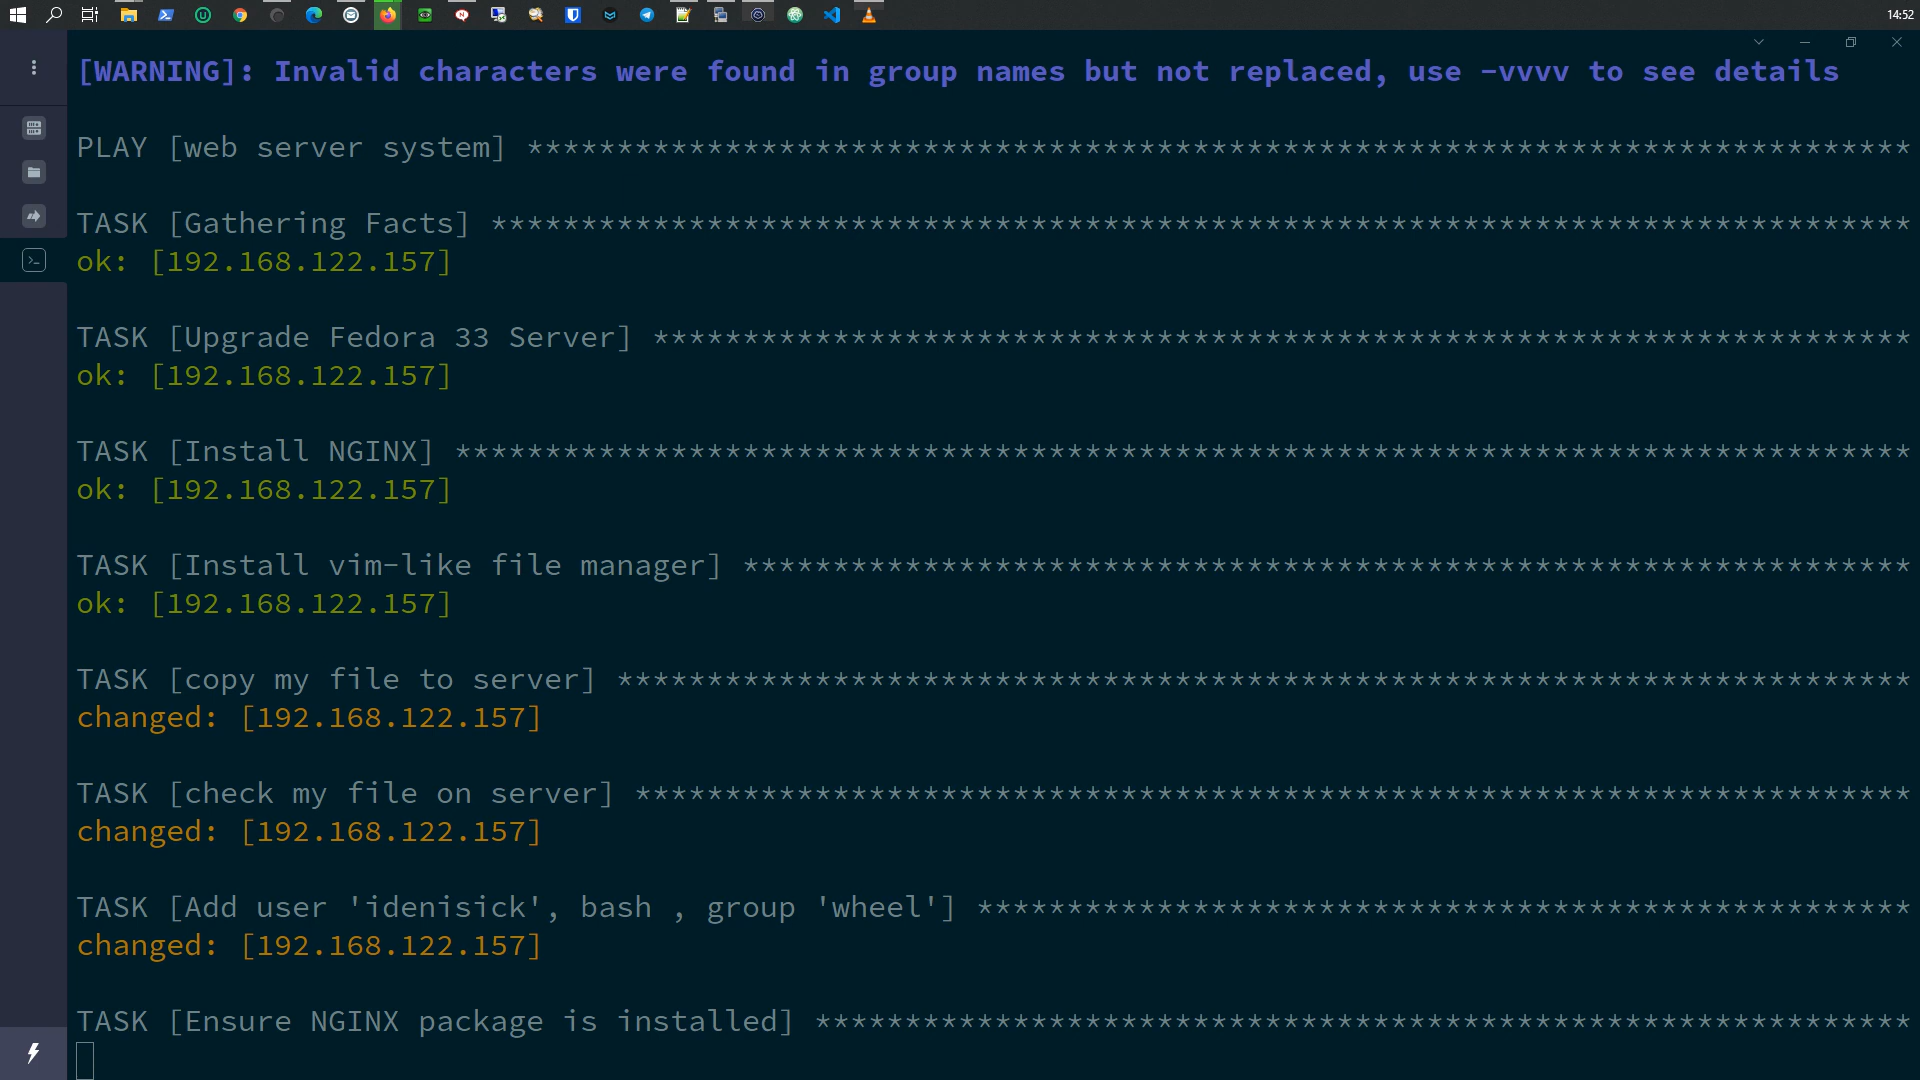 14:52
[WARNING]: Invalid characters were found in group names but not replaced, use -vvvv to see details
PLAY [web server system] *****************************************************************************
TASK [Gathering Facts] *******************************************************************************
ok: [192.168.122.157]
TASK [Upgrade Fedora 33 Server] **********************************************************************
ok: [192.168.122.157]
TASK [Install NGINX] *********************************************************************************
ok: [192.168.122.157]
TASK [Install vim-like file manager] *****************************************************************
ok: [192.168.122.157]
TASK [copy my file to server] ************************************************************************
changed: [192.168.122.157]
TASK [check my file on server] ***********************************************************************
changed: [192.168.122.157]
TASK [Add user 'idenisick', bash , group 'wheel'] ****************************************************
changed: [192.168.122.157]
TASK [Ensure NGINX package is installed] *************************************************************